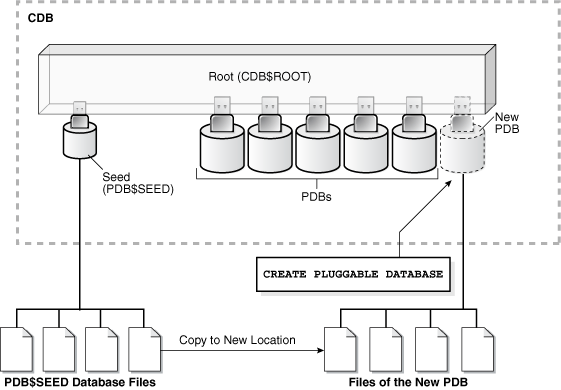 CDB
Root (CDB$ROOT)
New
PDB
Seed
(PDB$SEED)
PDBs
CREATE PLUGGABLE DATABASE
Copy to New Location
PDB$SEED Database Files
Files of the New PDB